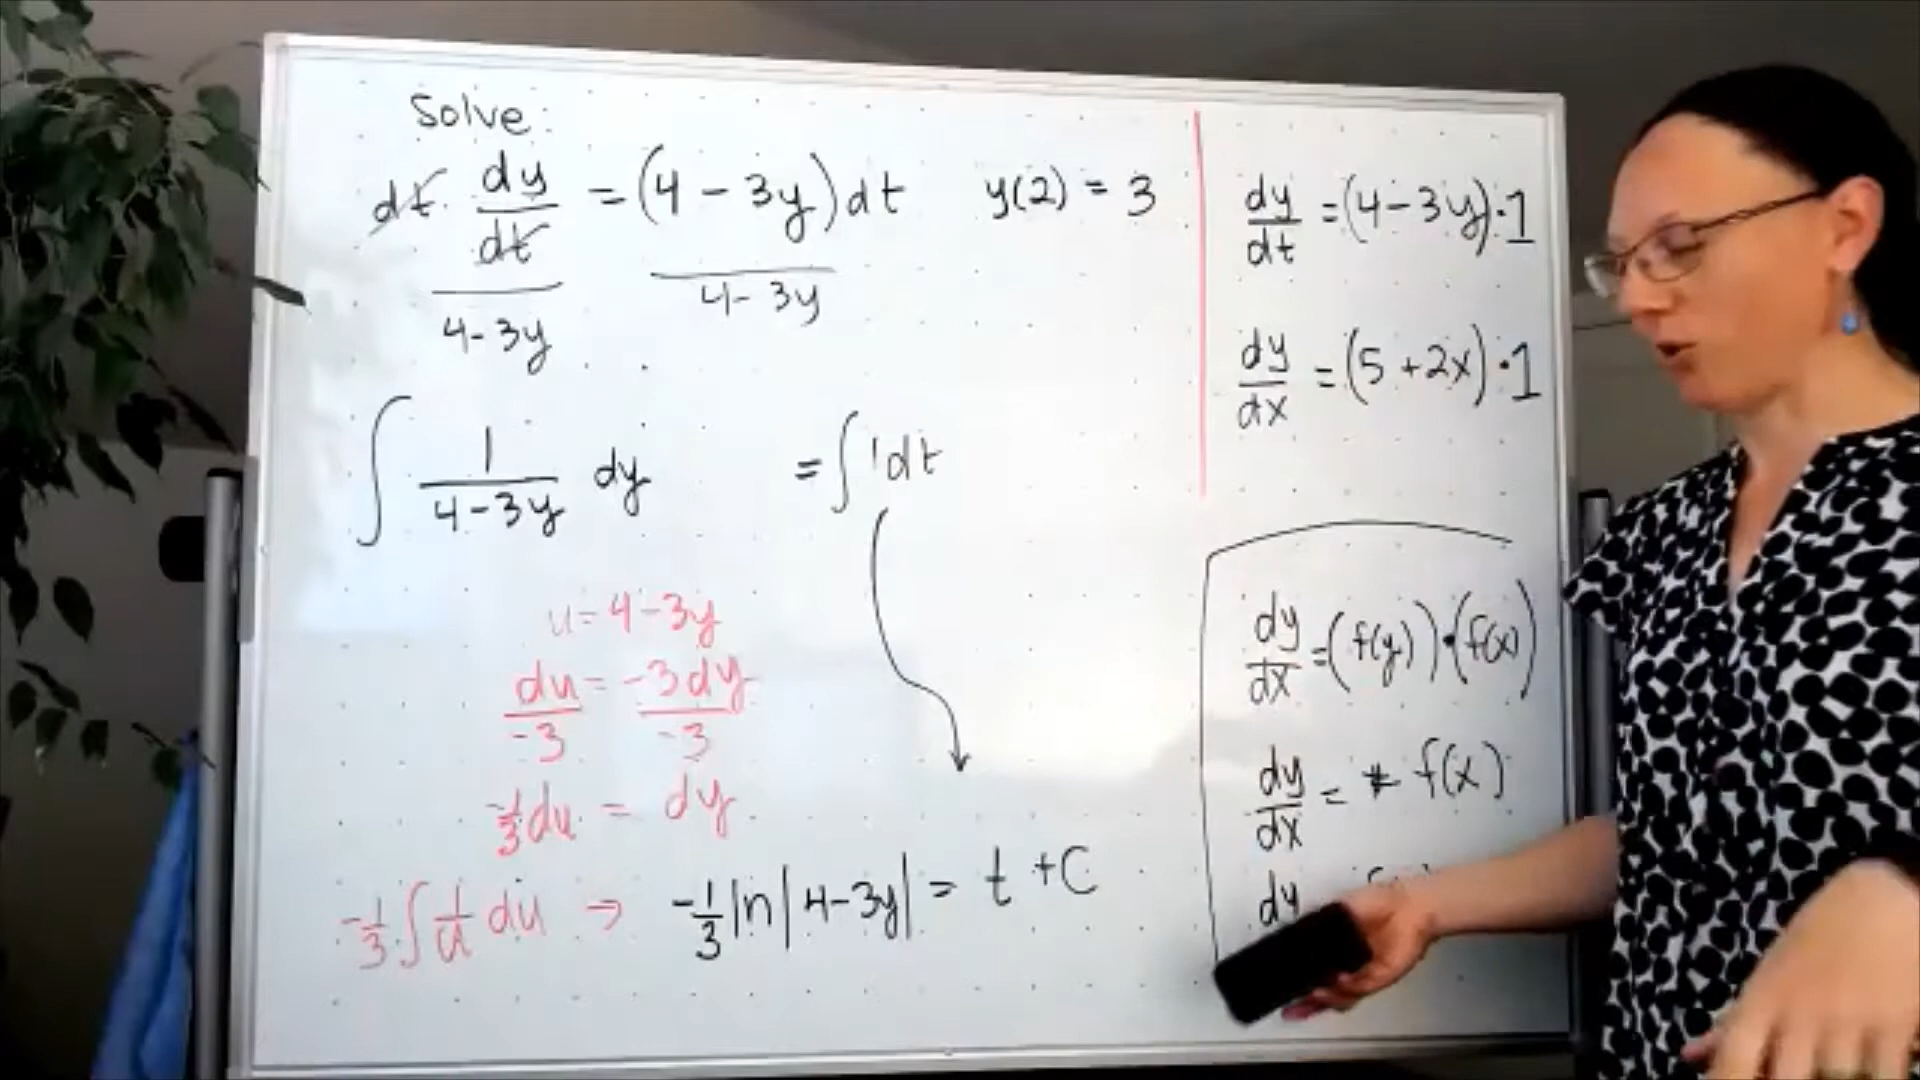 Solve:
dt · dy/dt = (4 - 3y) dt   y(2) = 3
4-3y   4-3y
∫ 1/(4-3y) dy = ∫ 1 dt
u = 4-3y
du/-3 = -3dy/-3
-1/3 du = dy
-1/3 ∫ 1/u du → -1/3 ln|4-3y| = t + C
dy/dt = (4-3y)·1
dy/dx = (5+2x)·1
dy/dx = (f(y))·(f(x))
dy/dx = f(x)
dy